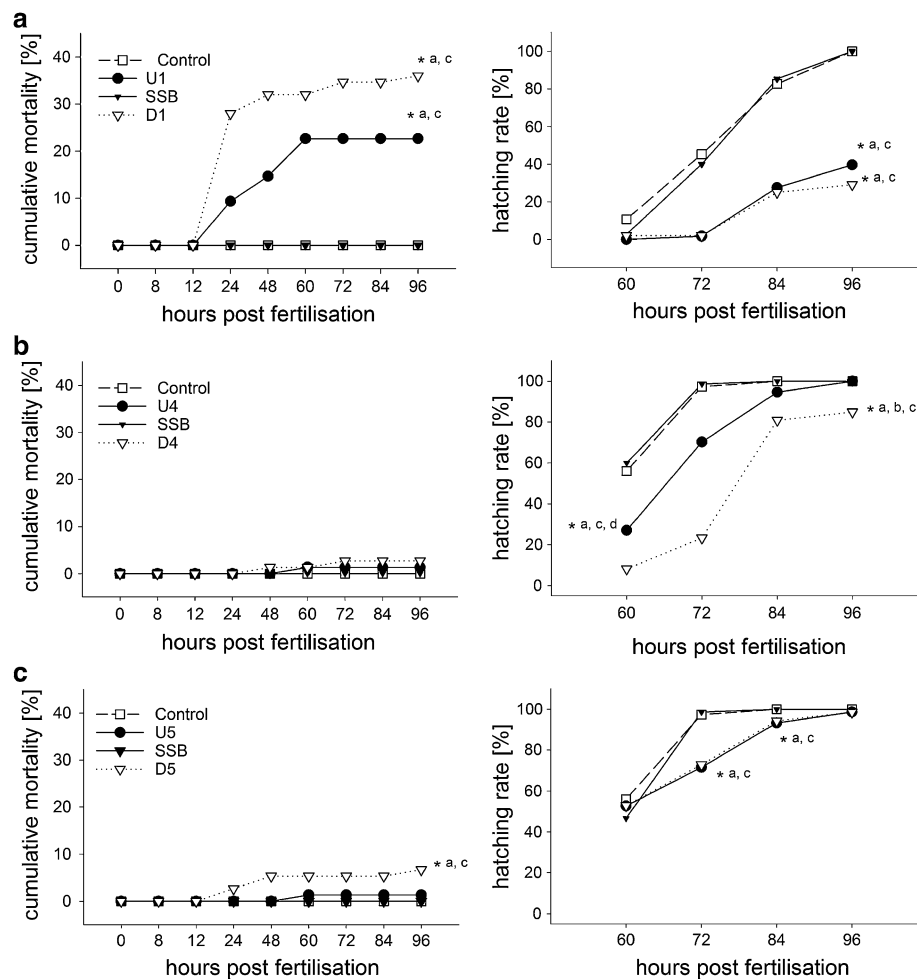 a
cumulative mortality [%]
40
30
20
10
0
Control
U1
SSB
D1
* a, c
* a, c
0 8 12 24 48 60 72 84 96
hours post fertilisation
hatching rate [%]
100
80
60
40
20
0
* a, c
* a, c
60 72 84 96
hours post fertilisation
b
cumulative mortality [%]
40
30
20
10
0
Control
U4
SSB
D4
0 8 12 24 48 60 72 84 96
hours post fertilisation
hatching rate [%]
100
80
60
40
20
0
* a, b, c
* a, c, d
60 72 84 96
hours post fertilisation
c
cumulative mortality [%]
40
30
20
10
0
Control
U5
SSB
D5
* a, c
0 8 12 24 48 60 72 84 96
hours post fertilisation
hatching rate [%]
100
80
60
40
20
0
* a, c
* a, c
60 72 84 96
hours post fertilisation